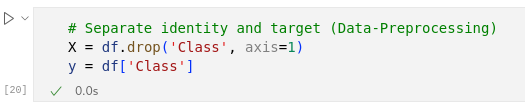 # Separate identity and target (Data-Preprocessing)
X = df.drop('Class', axis=1)
y = df['Class']
[20]
0.0s